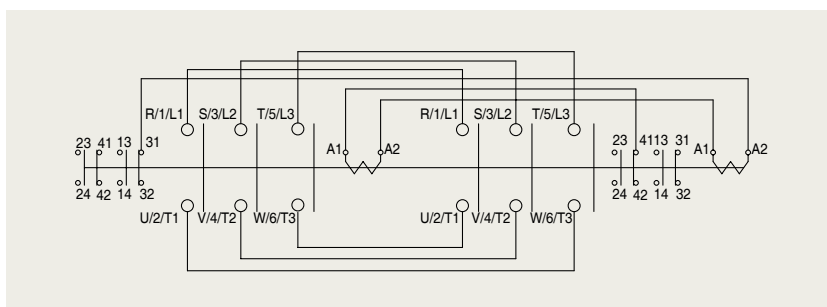 R/1/L1 S/3/L2 T/5/L3 R/1/L1 S/3/L2 T/5/L3
23 41 13 31 A1 A2 23 41 13 31 A1 A2
24 42 14 32 24 42 14 32
U/2/T1 V/4/T2 W/6/T3 U/2/T1 V/4/T2 W/6/T3